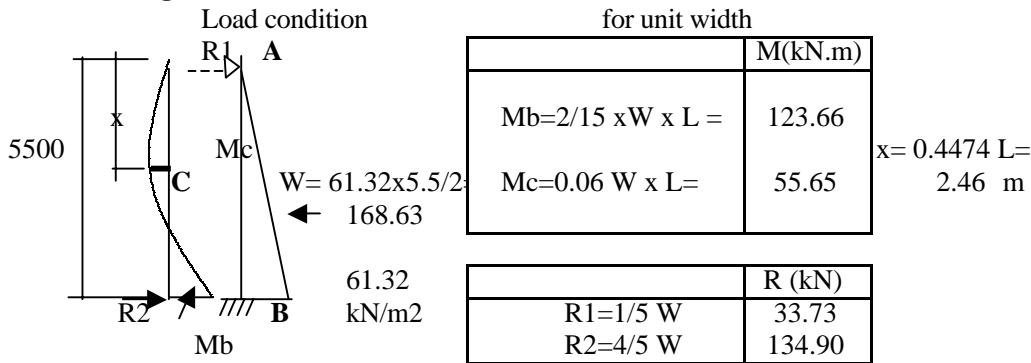 Load condition for unit width
R1 A
M(kN.m)
x
Mb=2/15 xW x L = 123.66
5500 Mc x= 0.4474 L=
C W= 61.32x5.5/2= Mc=0.06 W x L= 55.65 2.46 m
168.63
61.32 R (kN)
R2 B kN/m2 R1=1/5 W 33.73
Mb R2=4/5 W 134.90